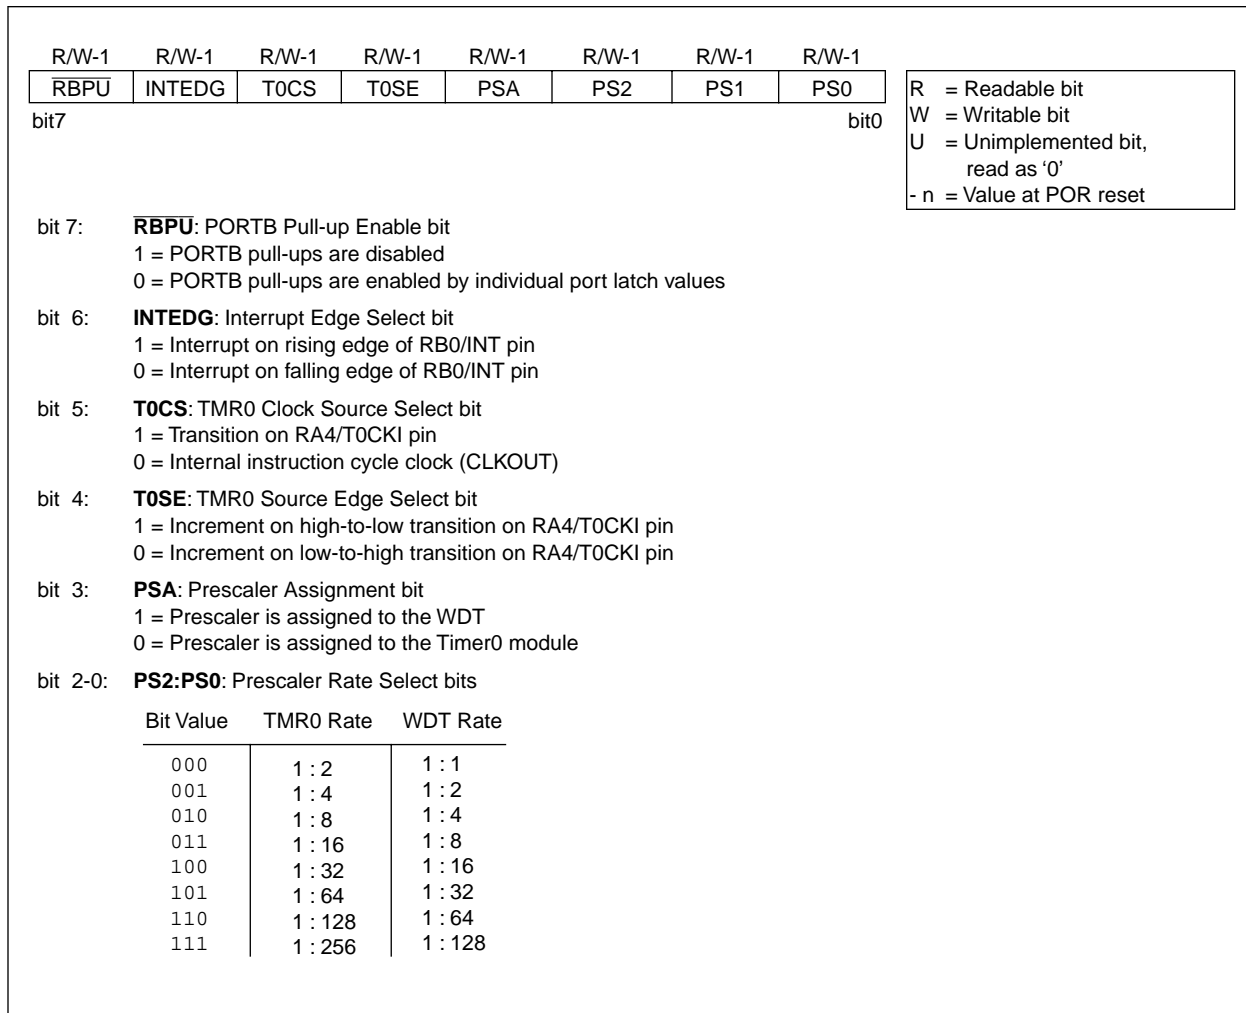 R/W-1 R/W-1 R/W-1 R/W-1 R/W-1 R/W-1 R/W-1 R/W-1
RBPU INTEDG T0CS T0SE PSA PS2 PS1 PS0
bit7 bit0
R = Readable bit
W = Writable bit
U = Unimplemented bit,
read as ‘0’
- n = Value at POR reset
bit 7: RBPU: PORTB Pull-up Enable bit
1 = PORTB pull-ups are disabled
0 = PORTB pull-ups are enabled by individual port latch values
bit 6: INTEDG: Interrupt Edge Select bit
1 = Interrupt on rising edge of RB0/INT pin
0 = Interrupt on falling edge of RB0/INT pin
bit 5: T0CS: TMR0 Clock Source Select bit
1 = Transition on RA4/T0CKI pin
0 = Internal instruction cycle clock (CLKOUT)
bit 4: T0SE: TMR0 Source Edge Select bit
1 = Increment on high-to-low transition on RA4/T0CKI pin
0 = Increment on low-to-high transition on RA4/T0CKI pin
bit 3: PSA: Prescaler Assignment bit
1 = Prescaler is assigned to the WDT
0 = Prescaler is assigned to the Timer0 module
bit 2-0: PS2:PS0: Prescaler Rate Select bits
Bit Value TMR0 Rate WDT Rate
000 1 : 2 1 : 1
001 1 : 4 1 : 2
010 1 : 8 1 : 4
011 1 : 16 1 : 8
100 1 : 32 1 : 16
101 1 : 64 1 : 32
110 1 : 128 1 : 64
111 1 : 256 1 : 128